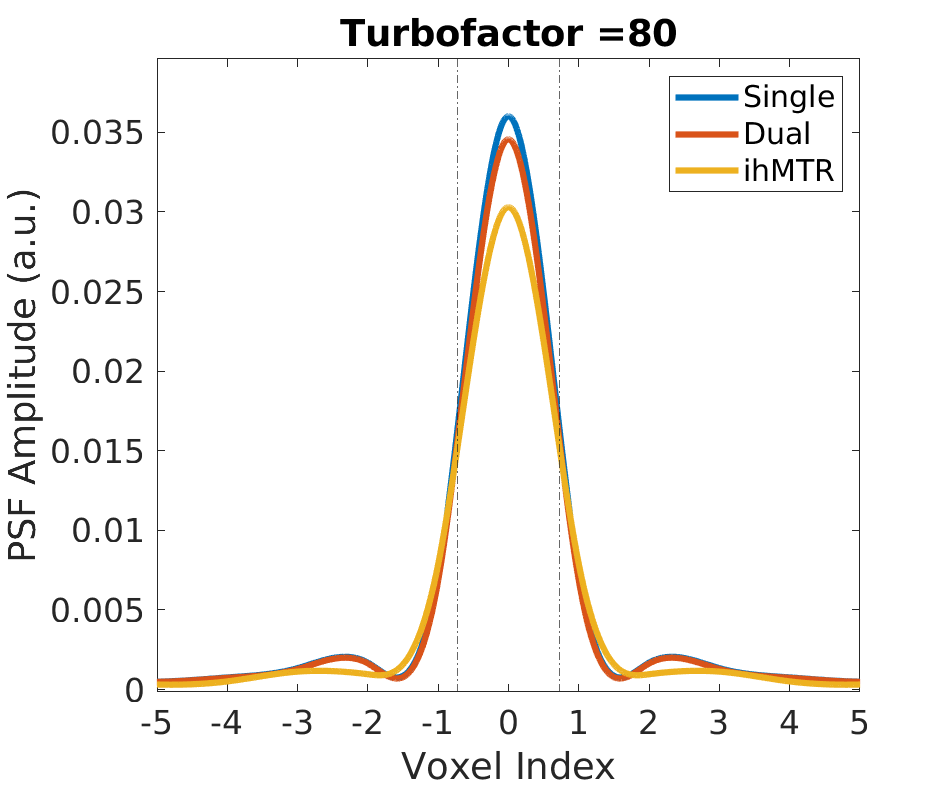 Turbofactor =80
Single
Dual
ihMTR
PSF Amplitude (a.u.)
0.035
0.03
0.025
0.02
0.015
0.01
0.005
0
-5 -4 -3 -2 -1 0 1 2 3 4 5
Voxel Index